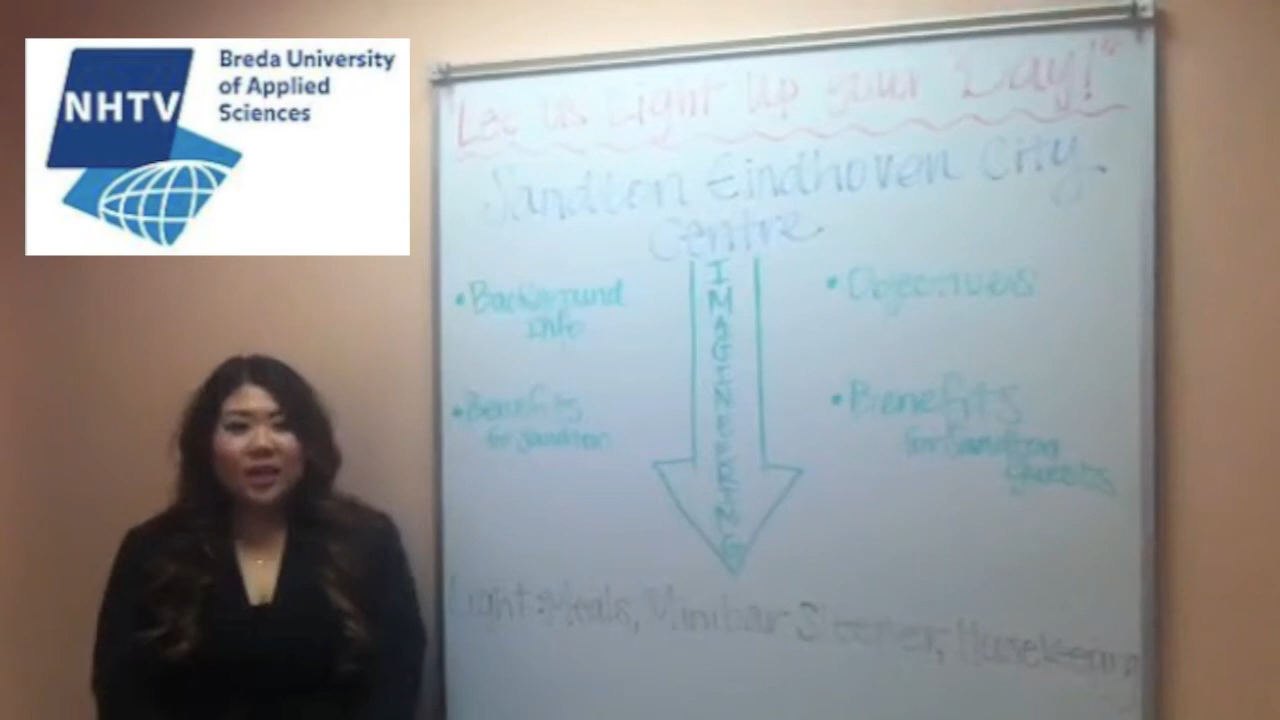 NHTV
Breda University
of Applied
Sciences
"Let us Light Up your Day!"
Sandton Eindhoven City
Centre
• Background
Info
• Benefits
for Sandton
IMAGINEERING
• Objectives
• Benefits
for Sandton
Guests
Light Meals, Minibar Sleeper, Housekeeping